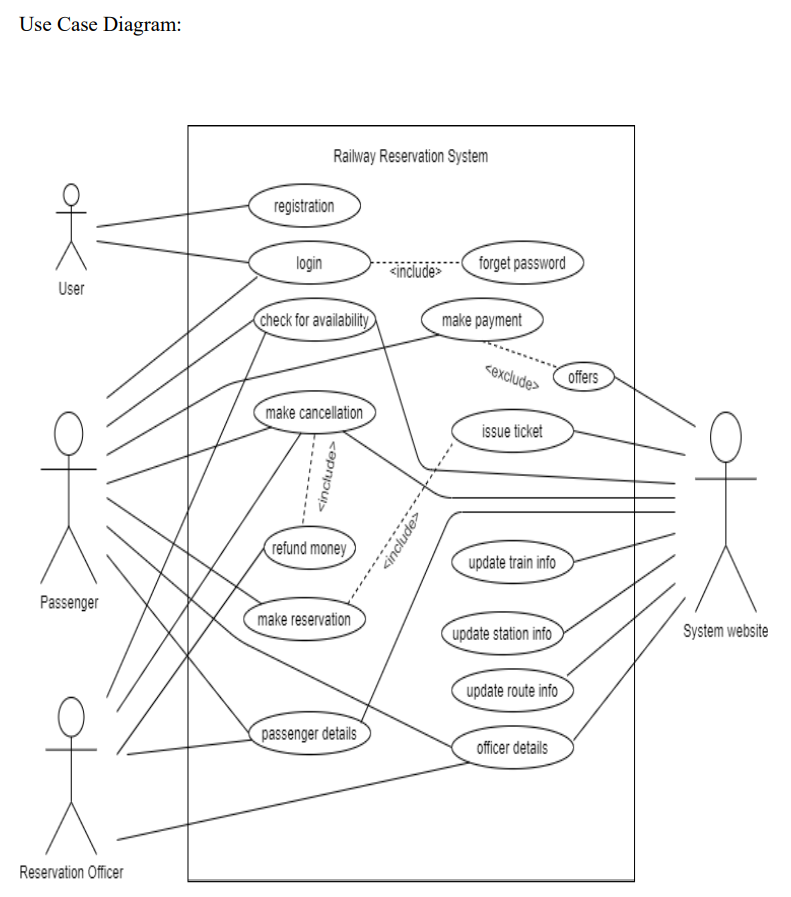 Use Case Diagram:
Railway Reservation System
registration
User
login
<include>
forget password
check for availability
make payment
<exclude>
offers
make cancellation
issue ticket
<include>
<include>
refund money
update train info
Passenger
make reservation
update station info
System website
update route info
passenger details
officer details
Reservation Officer